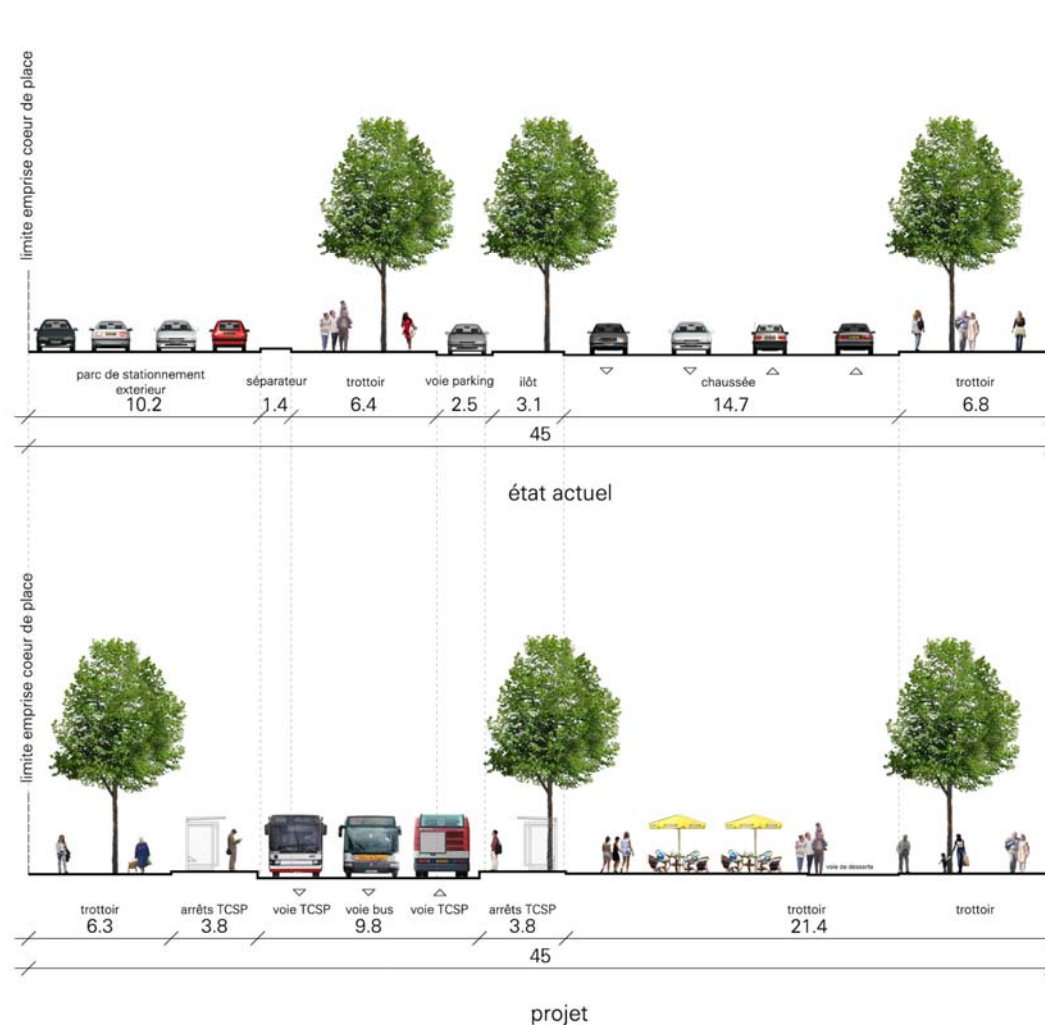 limite emprise coeur de place
parc de stationnement
exterieur
10.2
séparateur
1.4
trottoir
6.4
voie parking
2.5
ilôt
3.1
chaussée
14.7
trottoir
6.8
45
état actuel
limite emprise coeur de place
voie de desserte
trottoir
6.3
arrêts TCSP
3.8
voie TCSP
voie bus
voie TCSP
9.8
arrêts TCSP
3.8
trottoir
trottoir
21.4
45
projet